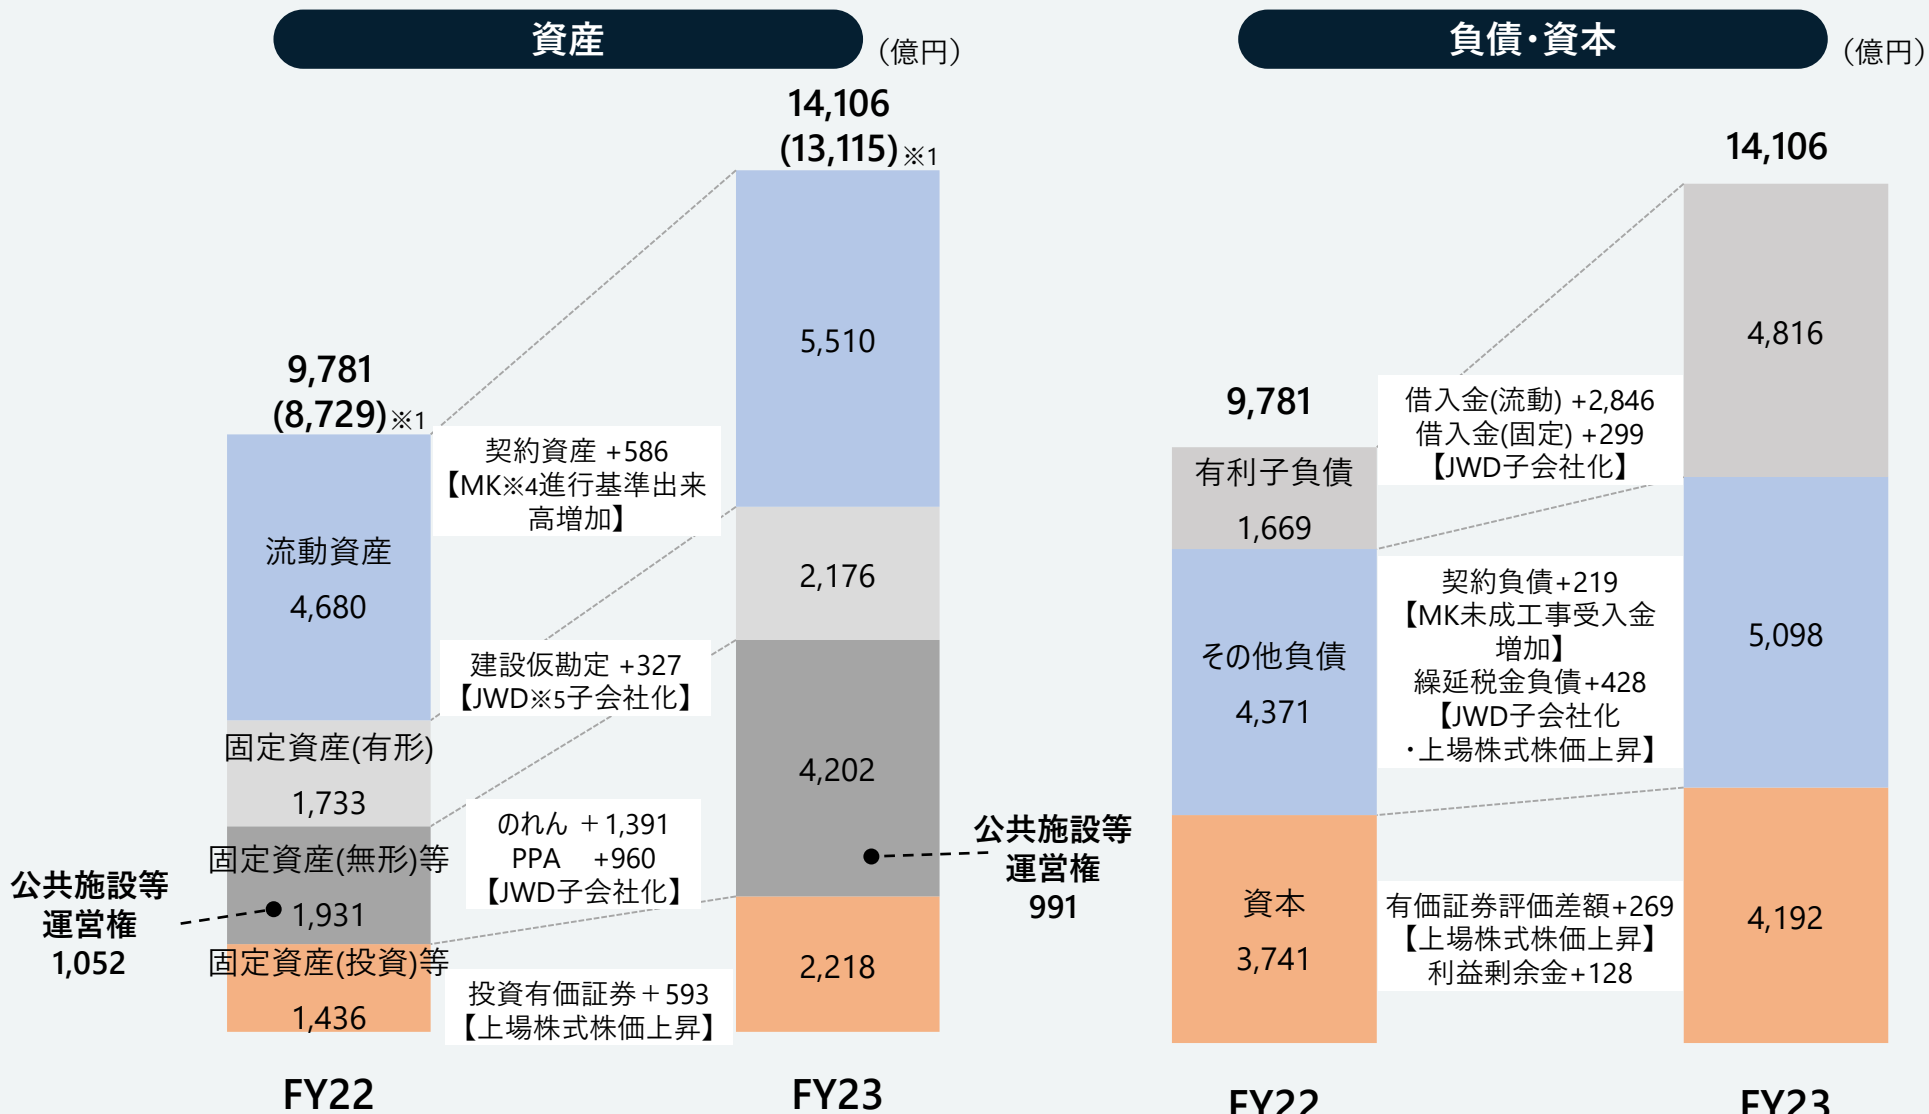 資産
（億円）
14,106
(13,115)※1
9,781
(8,729)※1
5,510
契約資産 +586
【MK※4進行基準出来
高増加】
流動資産
4,680
2,176
建設仮勘定 +327
【JWD※5子会社化】
固定資産(有形)
1,733
4,202
のれん ＋1,391
PPA +960
【JWD子会社化】
固定資産(無形)等
1,931
公共施設等
運営権
1,052
公共施設等
運営権
991
固定資産(投資)等
1,436
2,218
投資有価証券＋593
【上場株式株価上昇】
FY22
FY23
負債･資本
（億円）
14,106
9,781
4,816
借入金(流動) +2,846
借入金(固定) +299
【JWD子会社化】
有利子負債
1,669
契約負債+219
【MK未成工事受入金
増加】
繰延税金負債+428
【JWD子会社化
・上場株式株価上昇】
その他負債
4,371
5,098
資本
3,741
有価証券評価差額+269
【上場株式株価上昇】
利益剰余金+128
4,192
FY22
FY23